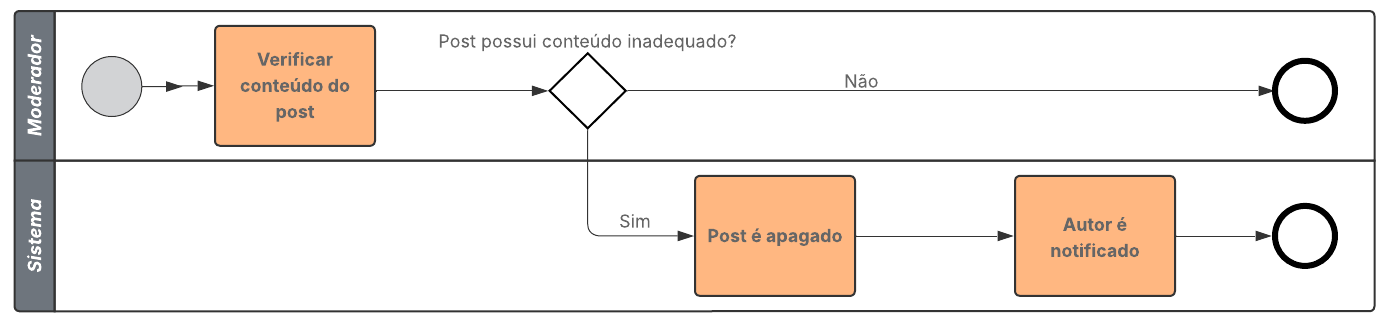 Moderador
Verificar
conteúdo do
post
Post possui conteúdo inadequado?
Não
Sistema
Sim
Post é apagado
Autor é
notificado